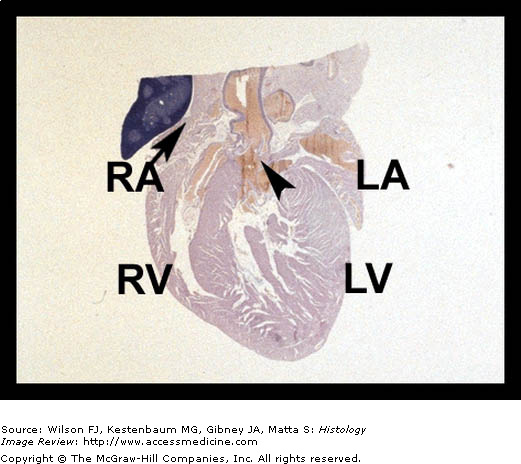 RA LA
RV LV
Source: Wilson FJ, Kestenbaum MG, Gibney JA, Matta S: Histology
Image Review: http://www.accessmedicine.com
Copyright © The McGraw-Hill Companies, Inc. All rights reserved.